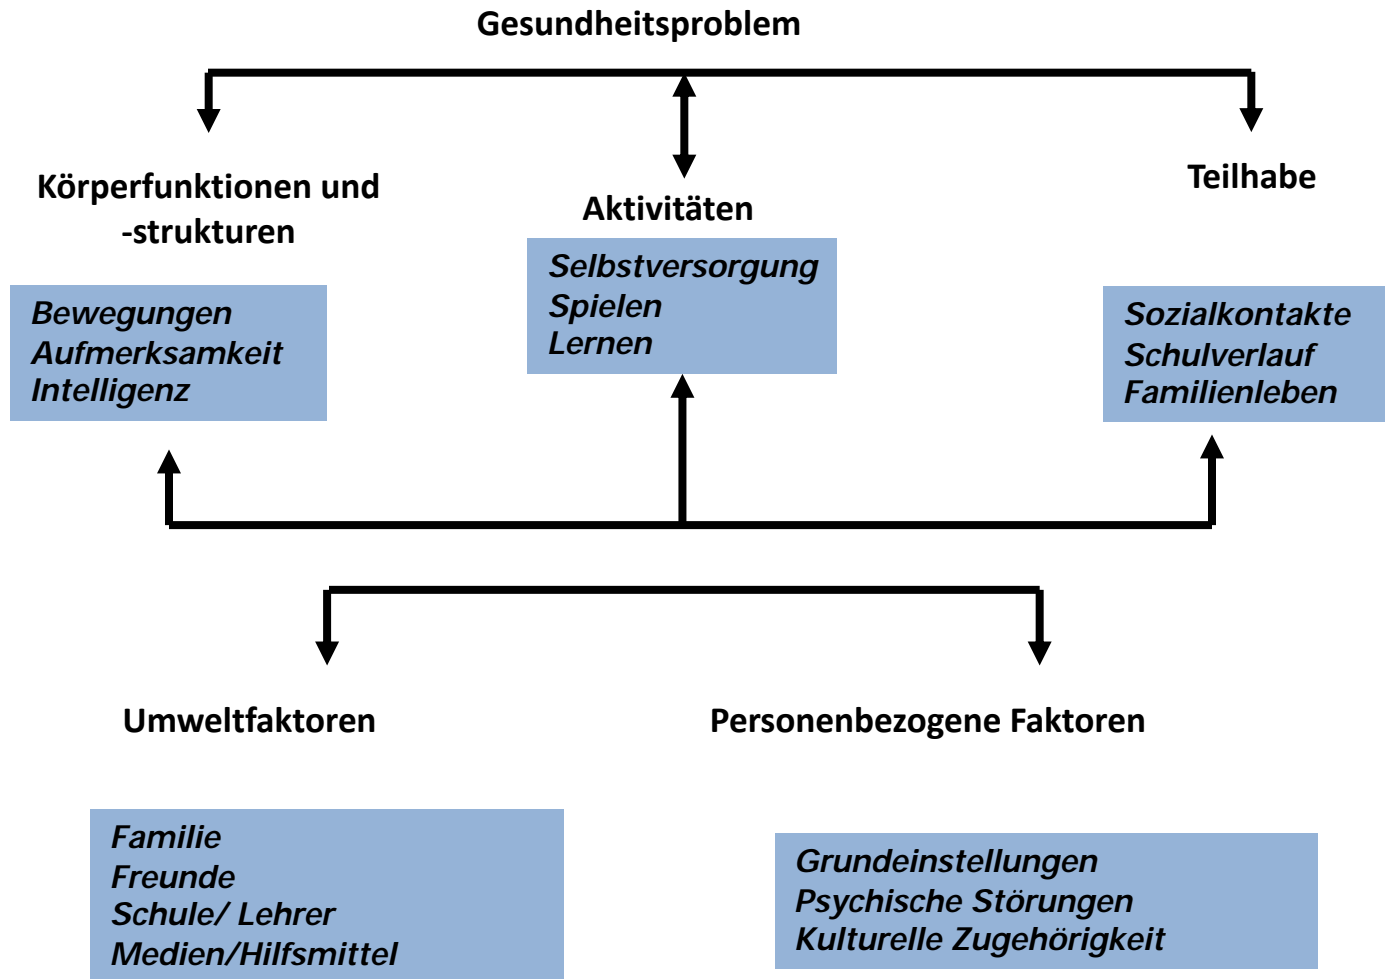 Gesundheitsproblem
Körperfunktionen und
-strukturen
Bewegungen
Aufmerksamkeit
Intelligenz
Aktivitäten
Selbstversorgung
Spielen
Lernen
Teilhabe
Sozialkontakte
Schulverlauf
Familienleben
Umweltfaktoren
Familie
Freunde
Schule/ Lehrer
Medien/Hilfsmittel
Personenbezogene Faktoren
Grundeinstellungen
Psychische Störungen
Kulturelle Zugehörigkeit